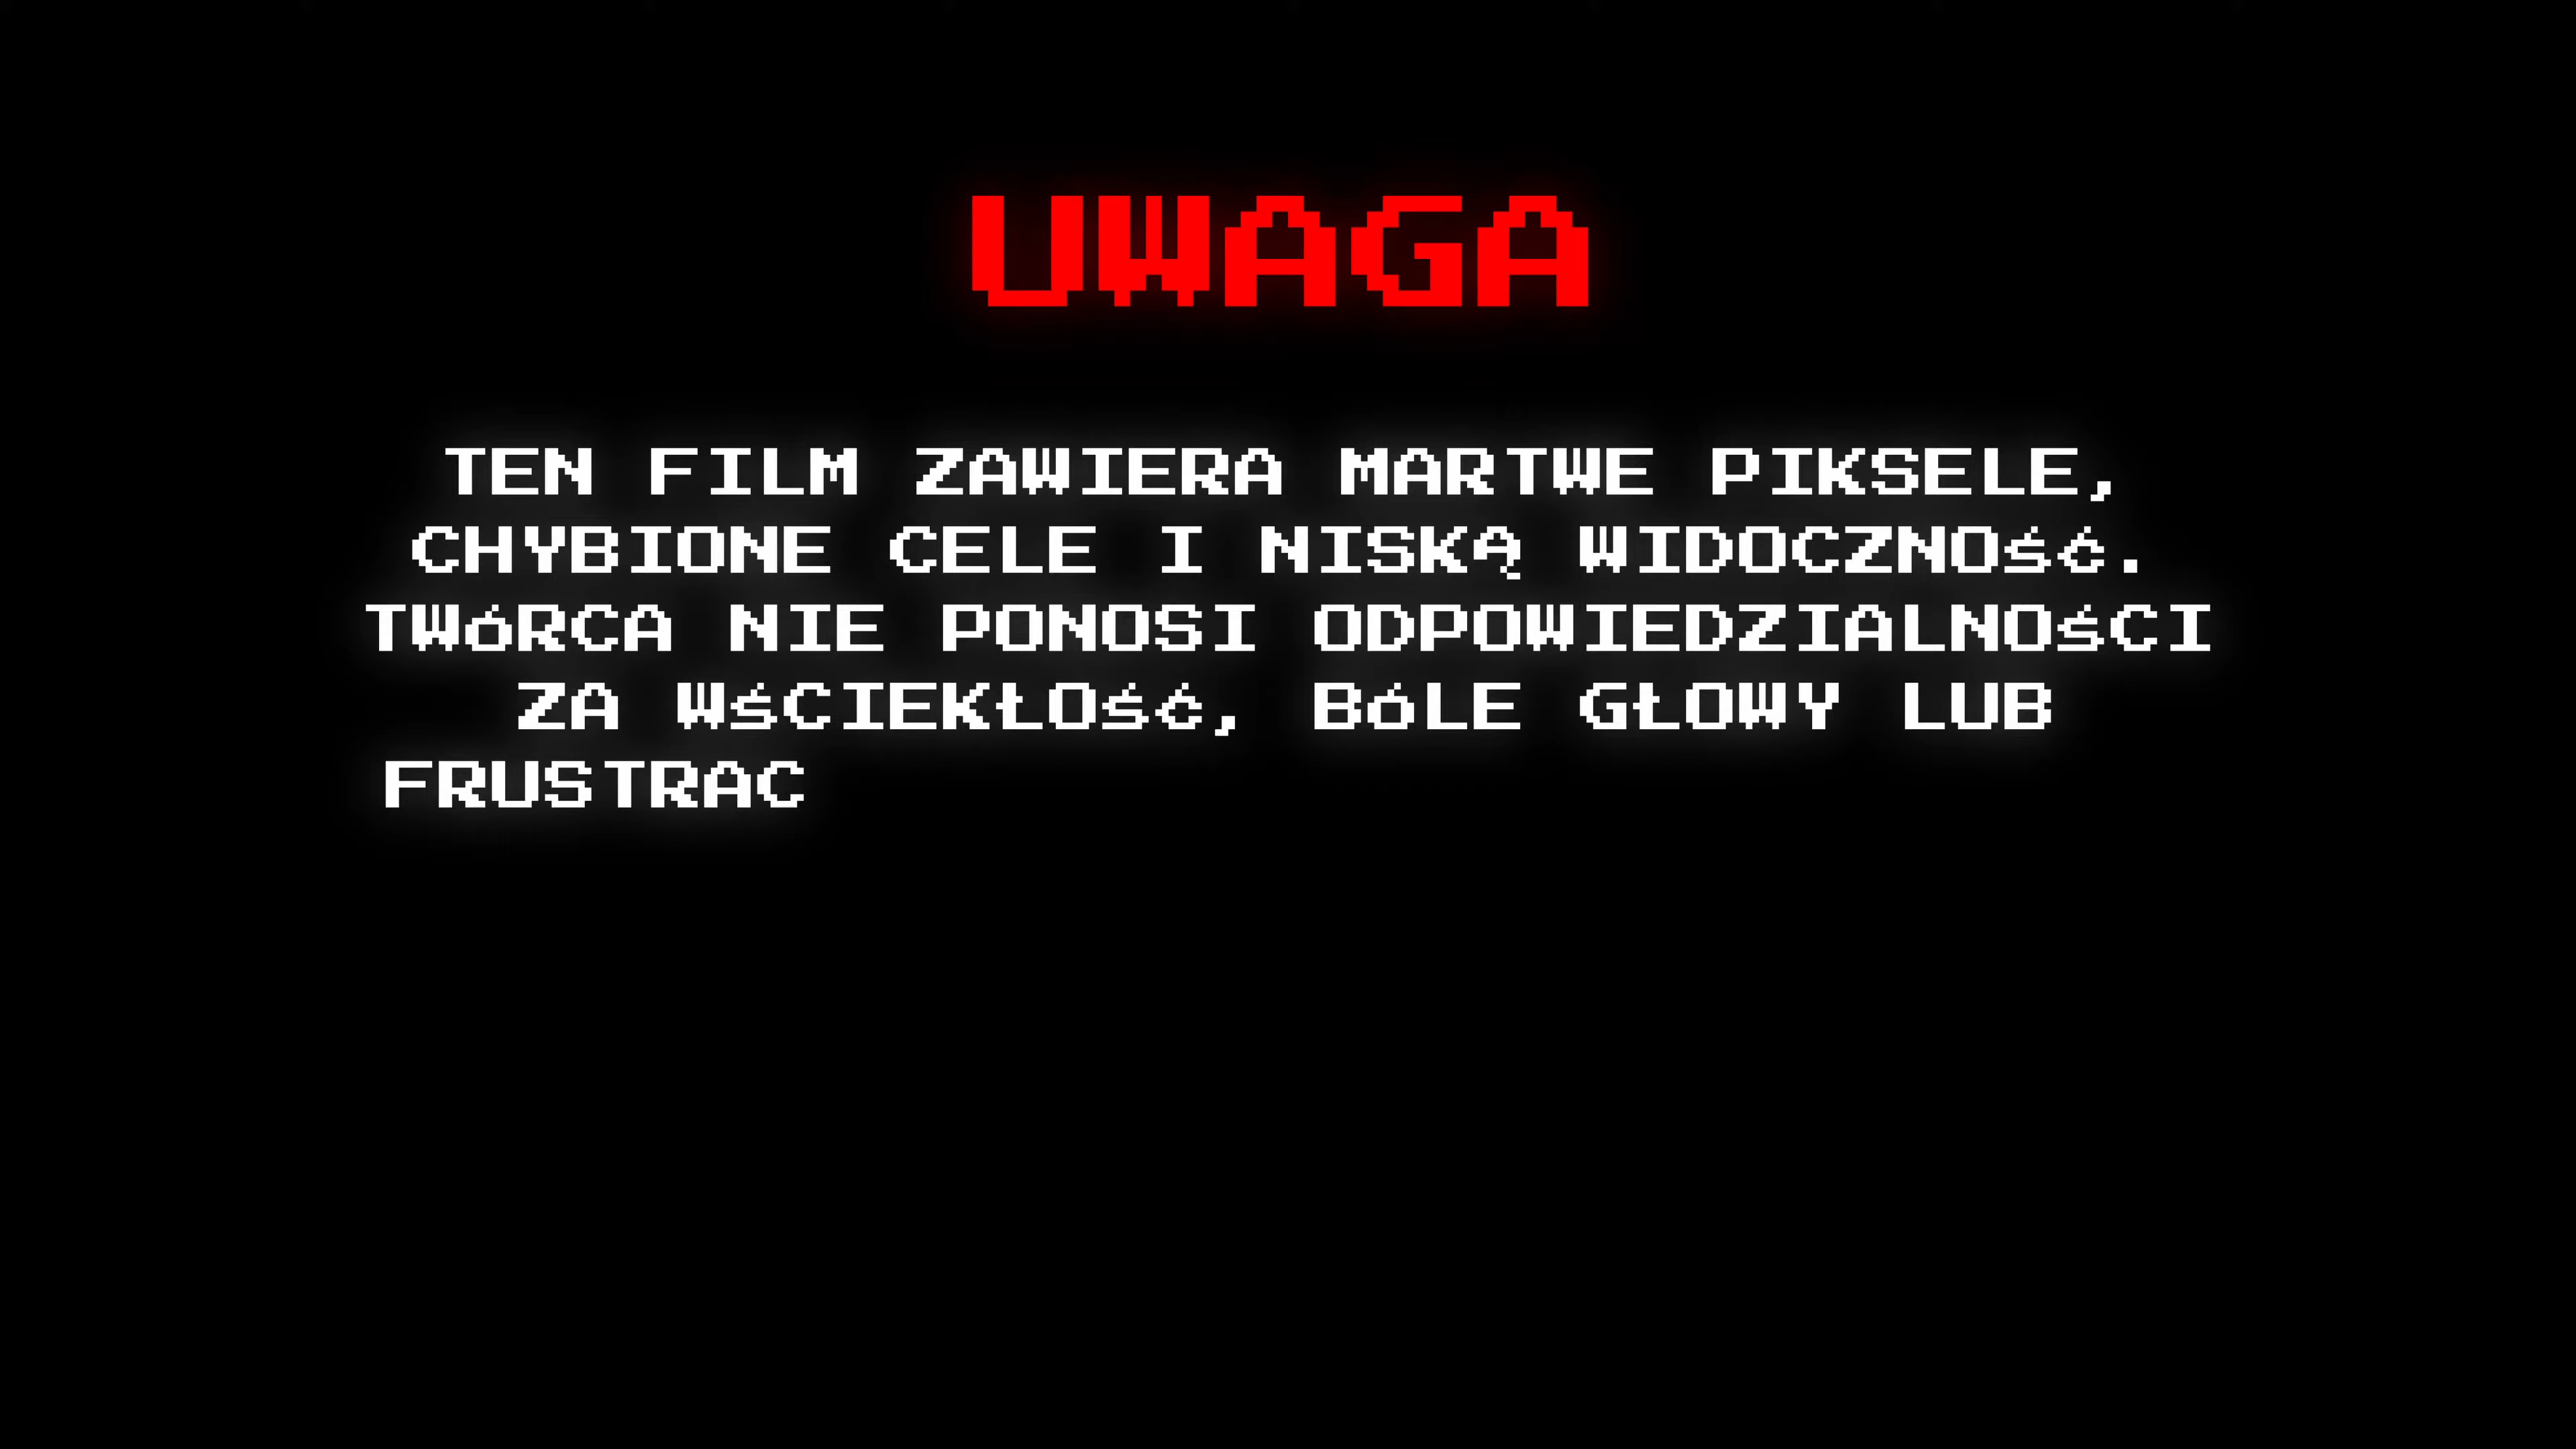 UWAGA
TEN FILM ZAWIERA MARTWE PIKSELE,
CHYBIONE CELE I NISKĄ WIDOCZNOść.
TWóRCA NIE PONOSI ODPOWIEDZIALNOśCI
ZA WśCIEKŁOść, BóLE GŁOWY LUB
FRUSTRAC